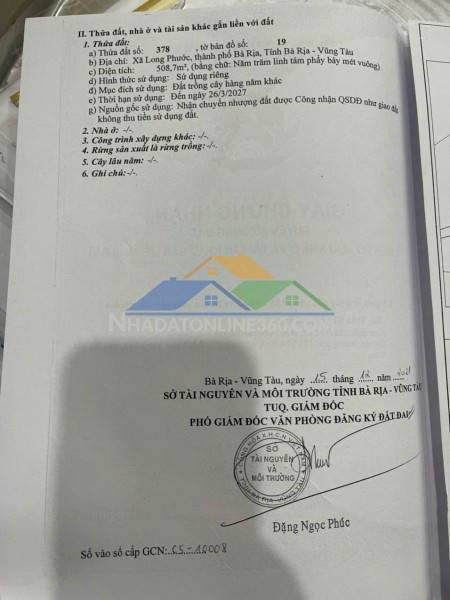 II. Thửa đất, nhà ở và tài sản khác gắn liền với đất
1. Thửa đất:
a) Thửa đất số: 378 , tờ bản đồ số: 19
b) Địa chỉ: Xã Long Phước, thành phố Bà Rịa, Tỉnh Bà Rịa - Vũng Tàu
c) Diện tích: 508,7m², (bằng chữ: Năm trăm linh tám phẩy bảy mét vuông)
d) Hình thức sử dụng: Sử dụng riêng
đ) Mục đích sử dụng: Đất trồng cây hàng năm khác
e) Thời hạn sử dụng: Đến ngày 26/3/2027
g) Nguồn gốc sử dụng: Nhận chuyển nhượng đất được Công nhận QSDĐ như giao đất
không thu tiền sử dụng đất.
2. Nhà ở: -/-.
3. Công trình xây dựng khác: -/-.
4. Rừng sản xuất là rừng trồng: -/-.
5. Cây lâu năm: -/-.
6. Ghi chú: -/-.
NHADATONLINE360.COM
Bà Rịa - Vũng Tàu, ngày .15. tháng .12. năm .2021
SỞ TÀI NGUYÊN VÀ MÔI TRƯỜNG TỈNH BÀ RỊA - VŨNG TÀU
TUQ. GIÁM ĐỐC
PHÓ GIÁM ĐỐC VĂN PHÒNG ĐĂNG KÝ ĐẤT ĐAI
SỞ
TÀI NGUYÊN
VÀ
MÔI TRƯỜNG
Đặng Ngọc Phúc
Số vào sổ cấp GCN: CS-10008